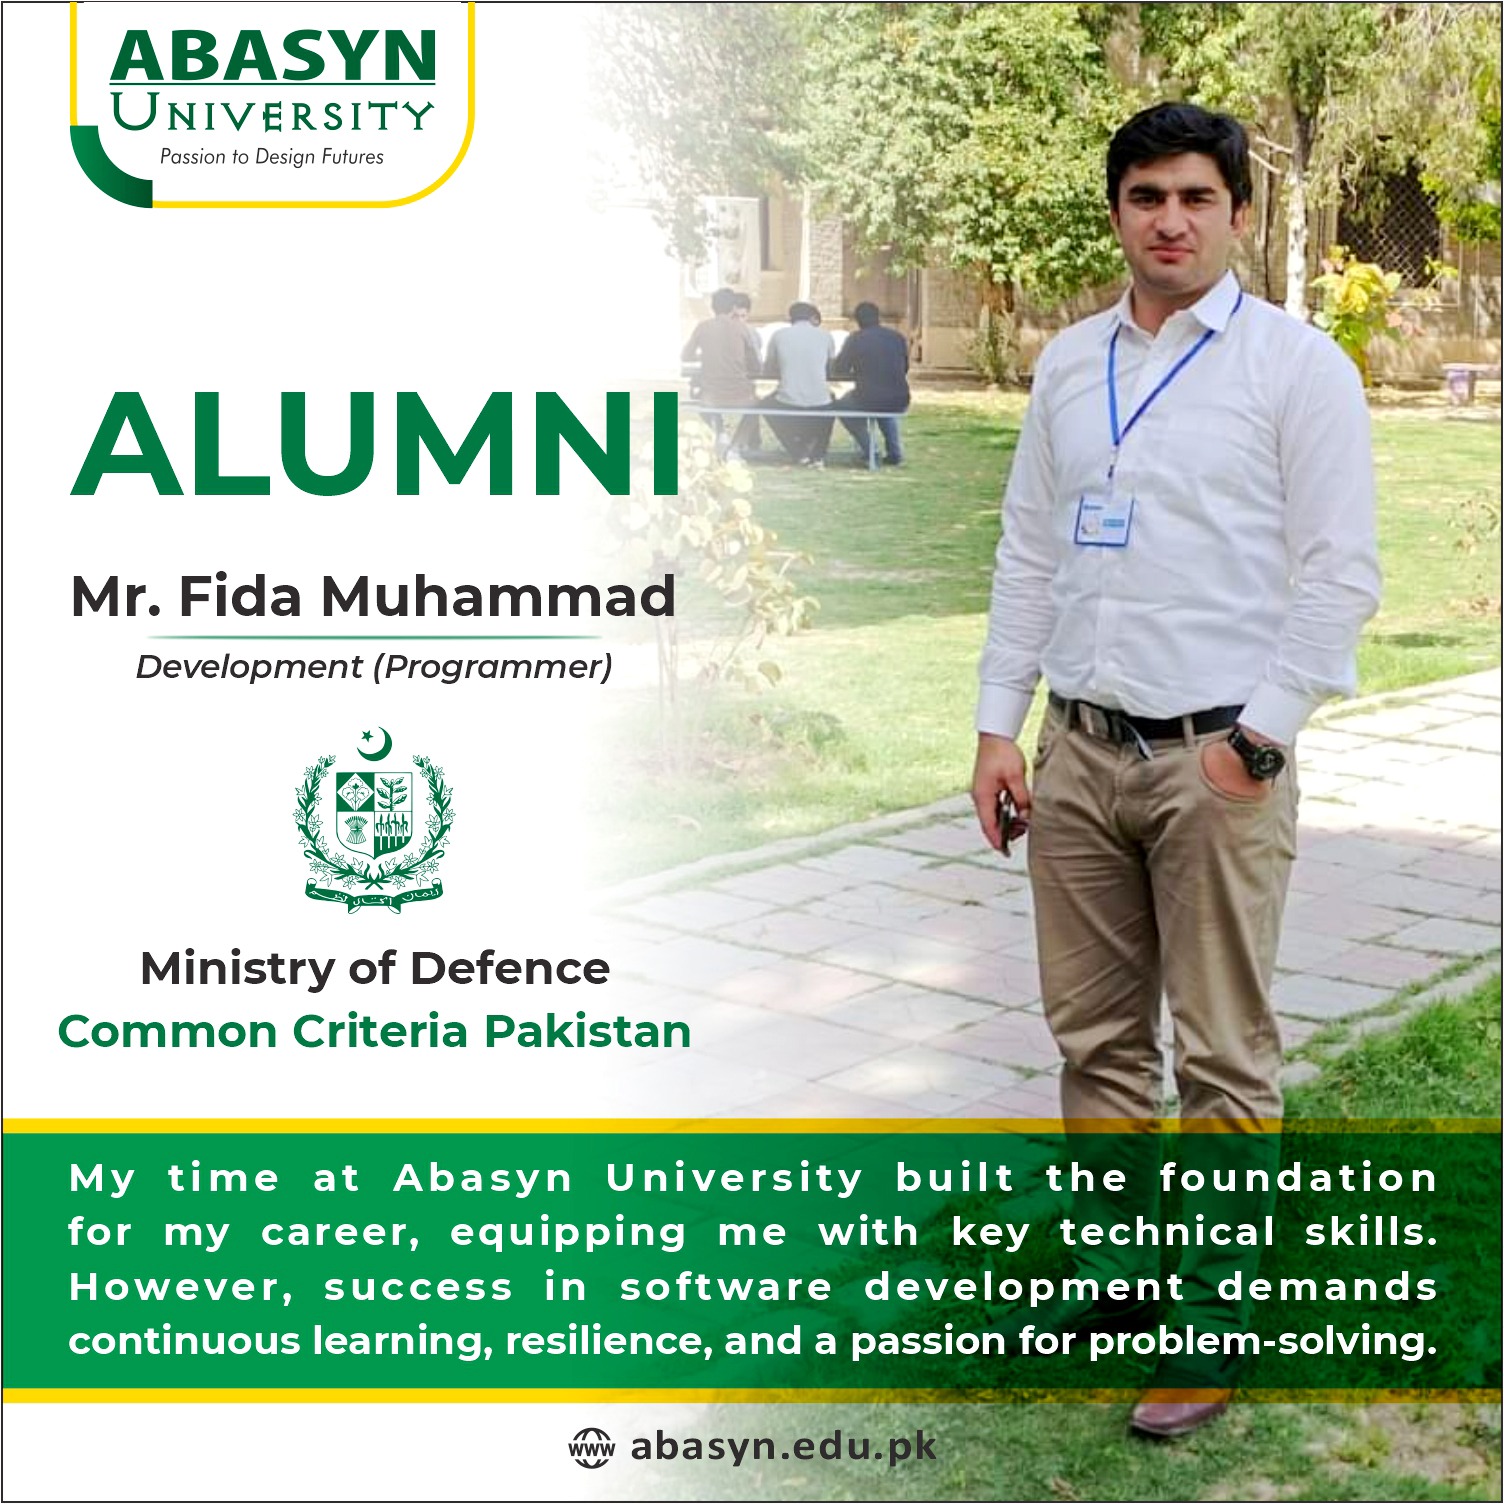 ABASYN
UNIVERSITY
Passion to Design Futures
ALUMNI
Mr. Fida Muhammad
Development (Programmer)
Ministry of Defence
Common Criteria Pakistan
My time at Abasyn University built the foundation
for my career, equipping me with key technical skills.
However, success in software development demands
continuous learning, resilience, and a passion for problem-solving.
www abasyn.edu.pk